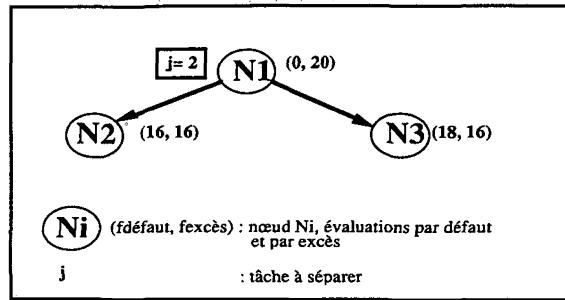 j= 2
N1 (0, 20)
N2 (16, 16)
N3 (18, 16)
Ni (fdéfaut, fexcès) : nœud Ni, évaluations par défaut
et par excès
j : tâche à séparer